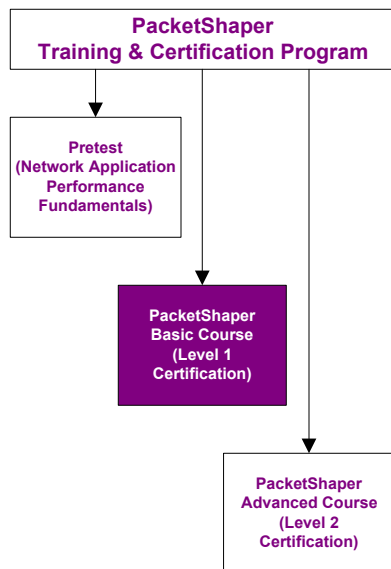 PacketShaper
Training & Certification Program
Pretest
(Network Application
Performance
Fundamentals)
PacketShaper
Basic Course
(Level 1
Certification)
PacketShaper
Advanced Course
(Level 2
Certification)